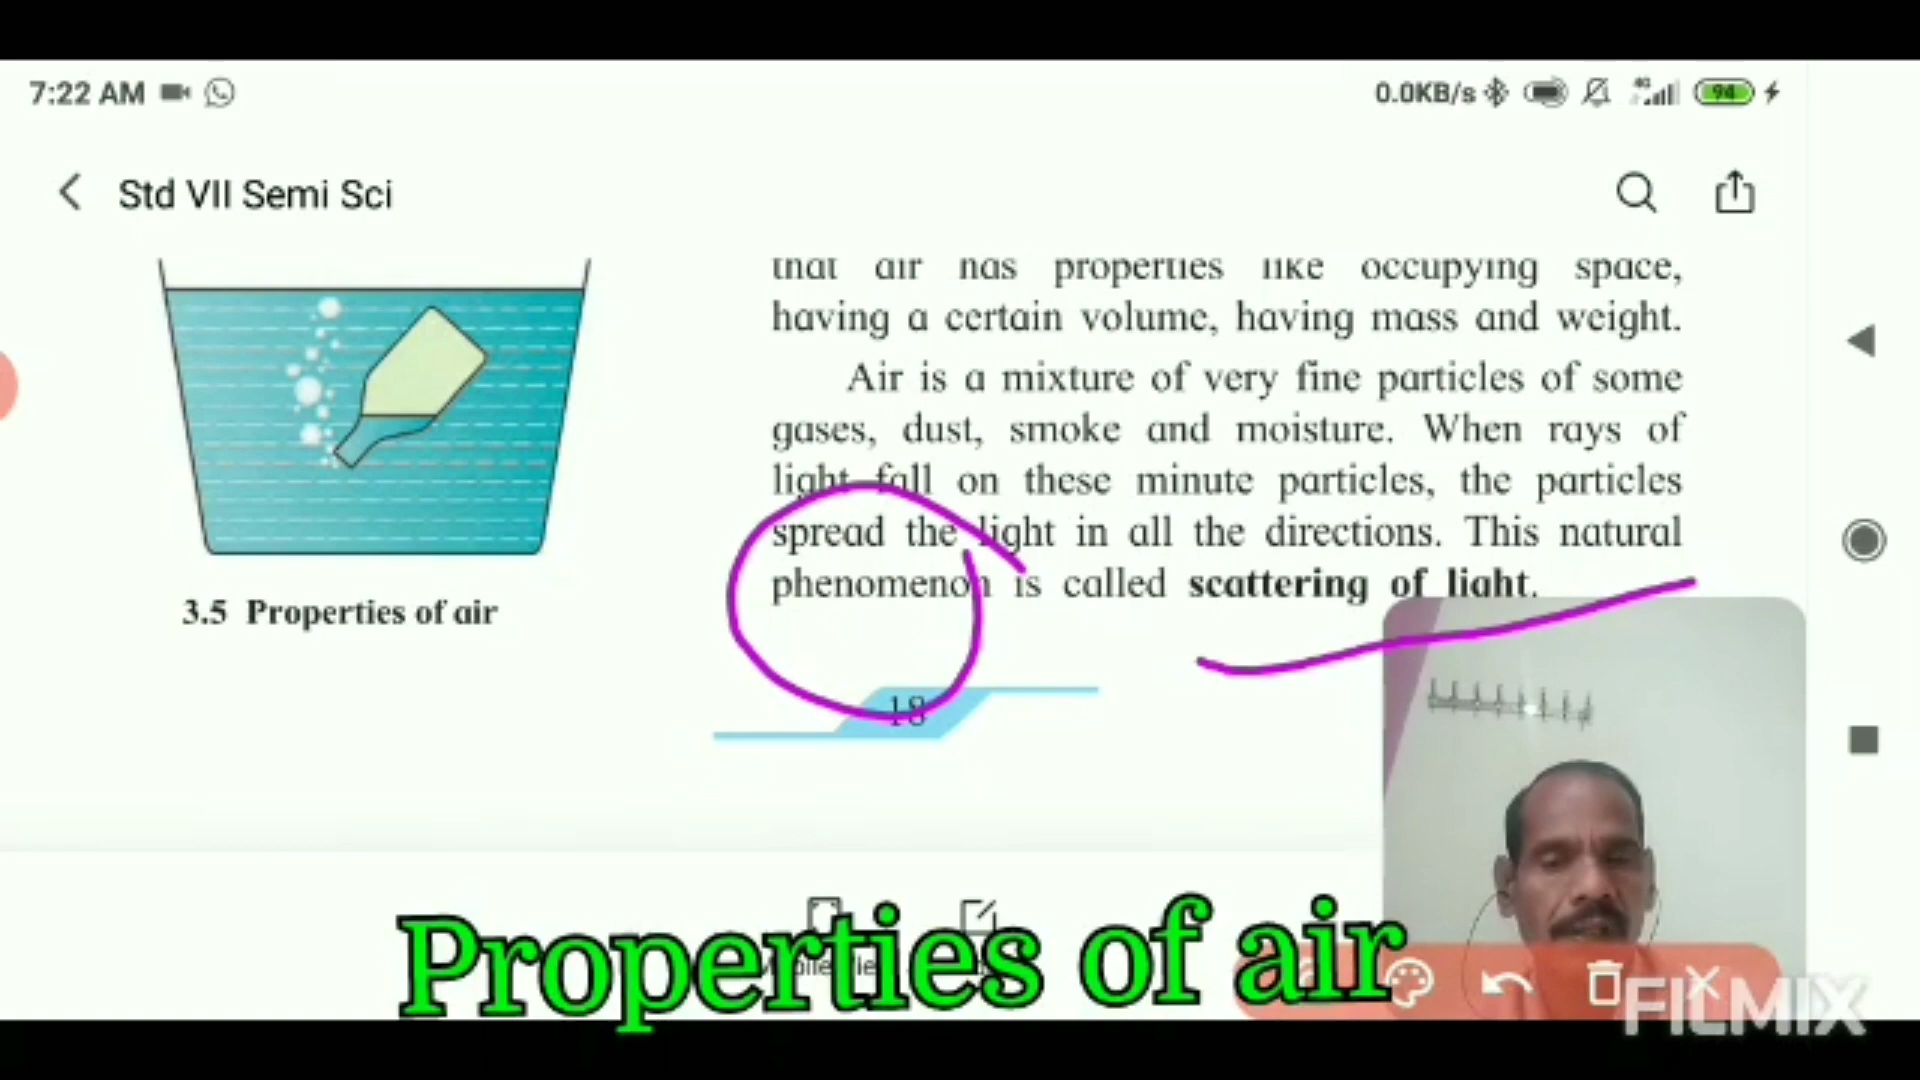 7:22 AM
0.0KB/s 4G 94
Std VII Semi Sci
that air has properties like occupying space,
having a certain volume, having mass and weight.
Air is a mixture of very fine particles of some
gases, dust, smoke and moisture. When rays of
light fall on these minute particles, the particles
spread the light in all the directions. This natural
phenomenon is called scattering of light.
3.5 Properties of air
18
Properties of air
FILMIX